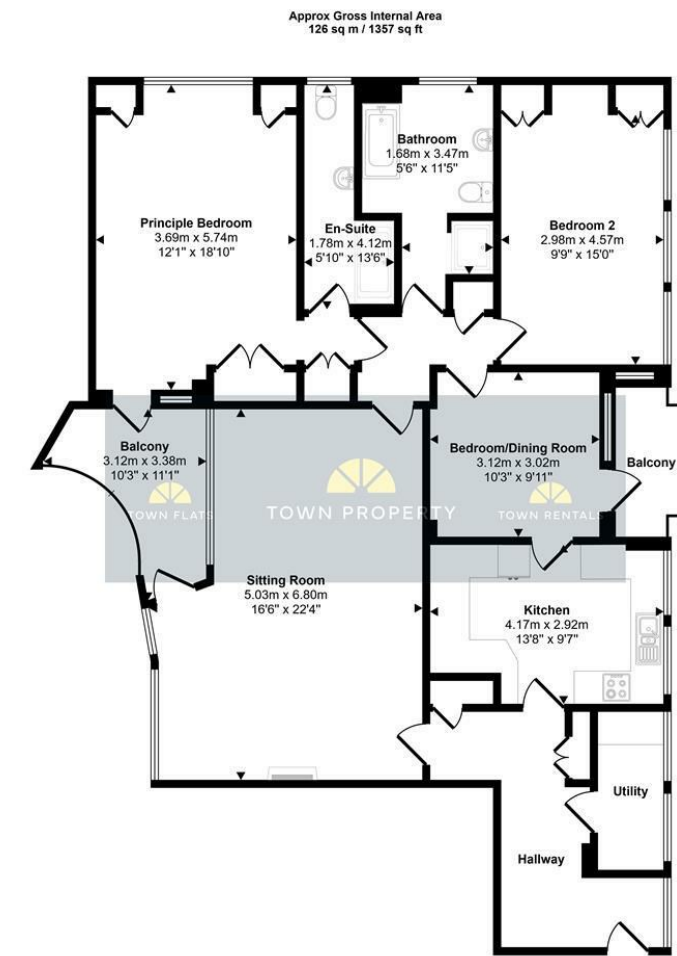 Approx Gross Internal Area
126 sq m / 1357 sq ft
Principle Bedroom
3.69m x 5.74m
12'1" x 18'10"
En-Suite
1.78m x 4.12m
5'10" x 13'6"
Bathroom
1.68m x 3.47m
5'6" x 11'5"
Bedroom 2
2.98m x 4.57m
9'9" x 15'0"
Balcony
3.12m x 3.38m
10'3" x 11'1"
TOWN FLATS
TOWN PROPERTY
Bedroom/Dining Room
3.12m x 3.02m
10'3" x 9'11"
TOWN RENTALS
Balcony
Sitting Room
5.03m x 6.80m
16'6" x 22'4"
Kitchen
4.17m x 2.92m
13'8" x 9'7"
Utility
Hallway